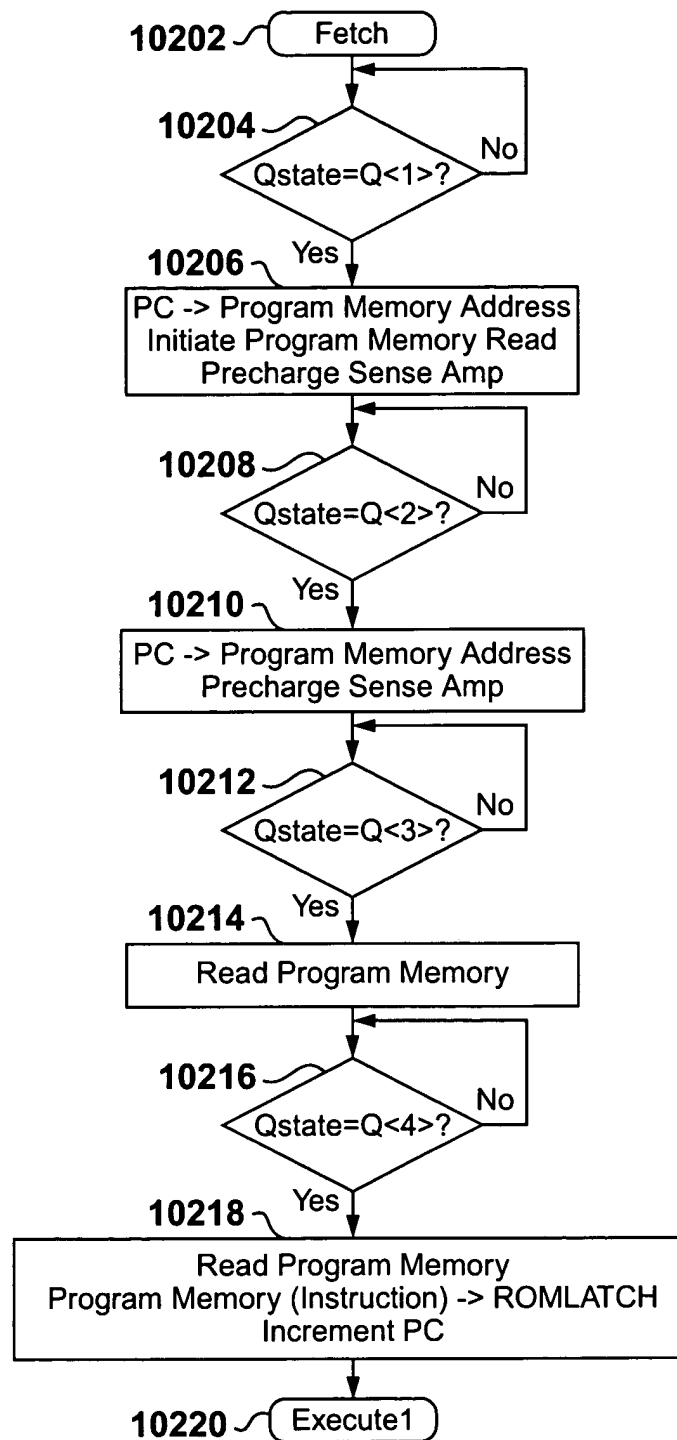 10202 Fetch
10204
Qstate=Q<1>? No
Yes
10206
PC -> Program Memory Address
Initiate Program Memory Read
Precharge Sense Amp
10208
Qstate=Q<2>? No
Yes
10210
PC -> Program Memory Address
Precharge Sense Amp
10212
Qstate=Q<3>? No
Yes
10214
Read Program Memory
10216
Qstate=Q<4>? No
Yes
10218
Read Program Memory
Program Memory (Instruction) -> ROMLATCH
Increment PC
10220 Execute1